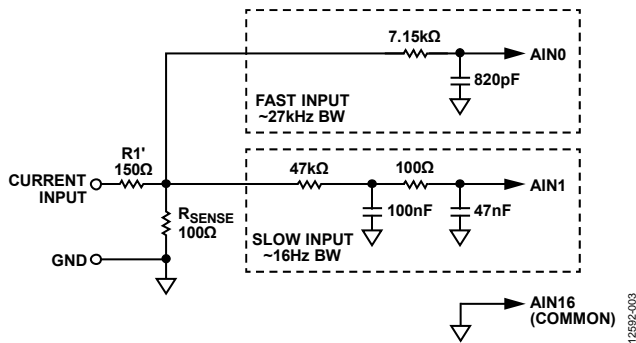 7.15kΩ
AIN0
820pF
FAST INPUT
~27kHz BW
R1'
150Ω
47kΩ
100Ω
CURRENT
INPUT
AIN1
RSENSE
100Ω
100nF
47nF
SLOW INPUT
~16Hz BW
GND
AIN16
(COMMON)
12592-003